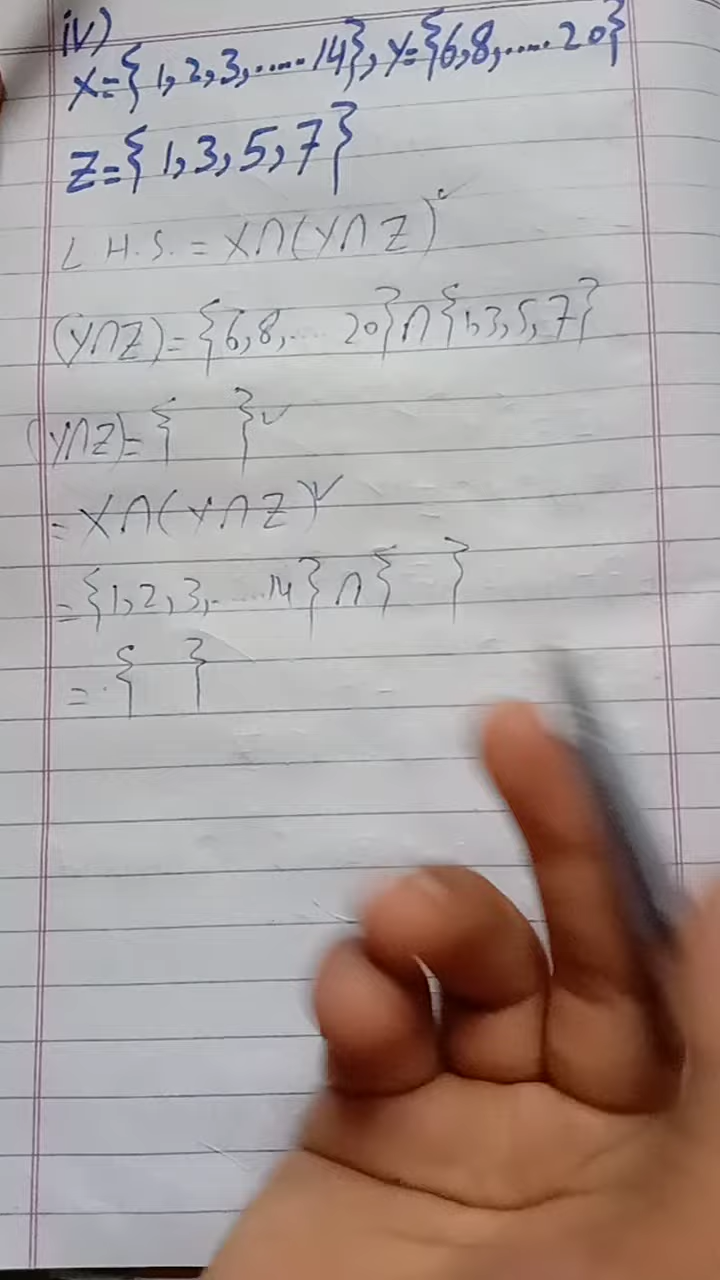 iv)
X={1,2,3,.....14}, Y={6,8,.....20}
Z={1,3,5,7}
L.H.S. = X∩(Y∩Z)
(Y∩Z)={6,8,... 20}∩{1,3,5,7}
(Y∩Z)={ }✓
= X∩(Y∩Z)✓
={1,2,3,.....14}∩{ }
= { }